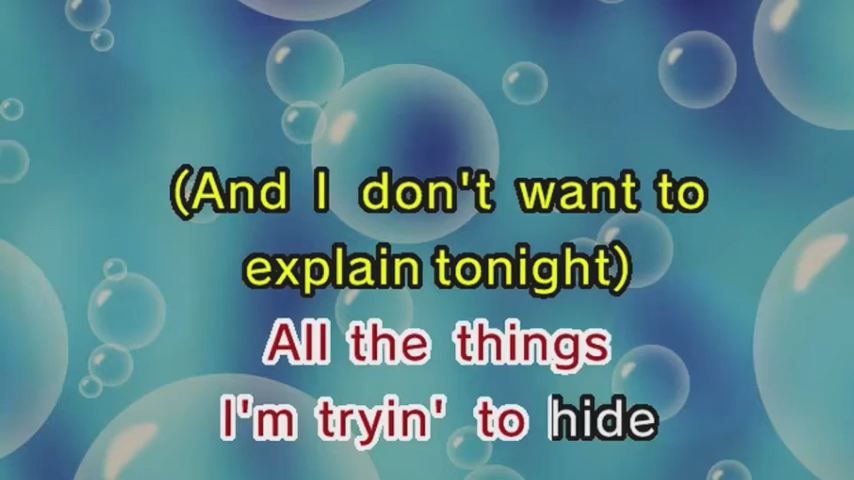 (And I don't want to
explain tonight)
All the things
I'm tryin' to hide